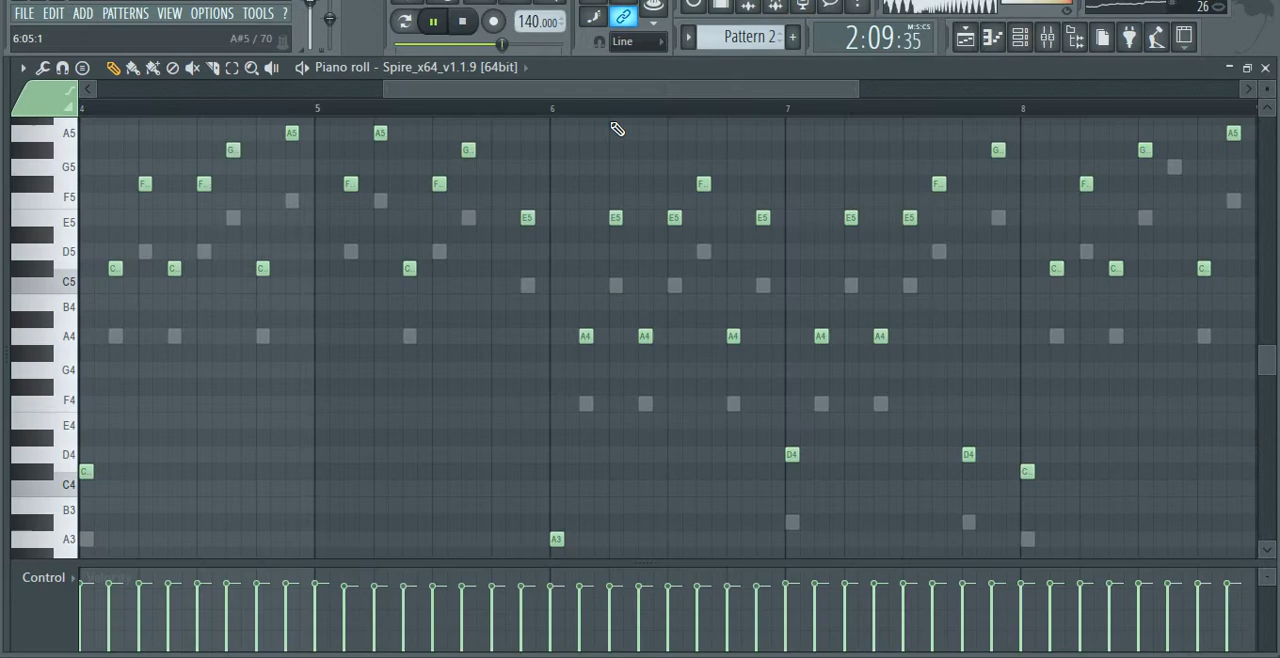 FILE EDIT ADD PATTERNS VIEW OPTIONS TOOLS ?
140.000
26
6:05:1
A#5 / 70
Line
Pattern 2
+
M:S:CS
2:09:35
Piano roll - Spire_x64_v1.1.9 [64bit]
4 5 6 7 8
A5 A5 A5 A5
G.. G.. G.. G..
G5
F.. F.. F.. F.. F.. F.. F..
F5
E5 E5 E5 E5 E5 E5 E5
D5
C.. C.. C.. C.. C.. C.. C..
C5
B4
A4 A4 A4 A4 A4 A4
G4
F4
E4
D4 D4 D4
C.. C..
C4
B3
A3 A3
Control